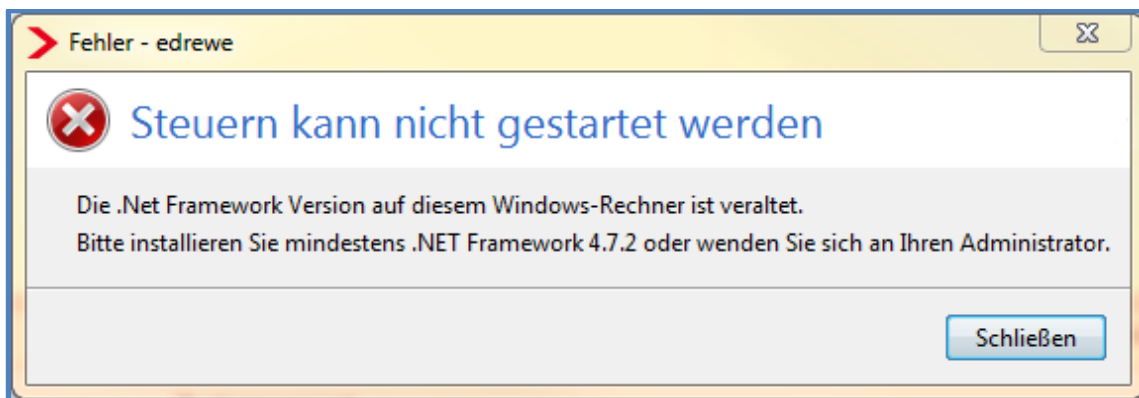 Fehler - edrewe
Steuern kann nicht gestartet werden
Die .Net Framework Version auf diesem Windows-Rechner ist veraltet.
Bitte installieren Sie mindestens .NET Framework 4.7.2 oder wenden Sie sich an Ihren Administrator.
Schließen